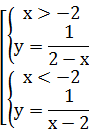 [{x > −2
{y = 1/(2 − x)
[{x < −2
{y = 1/(x − 2)